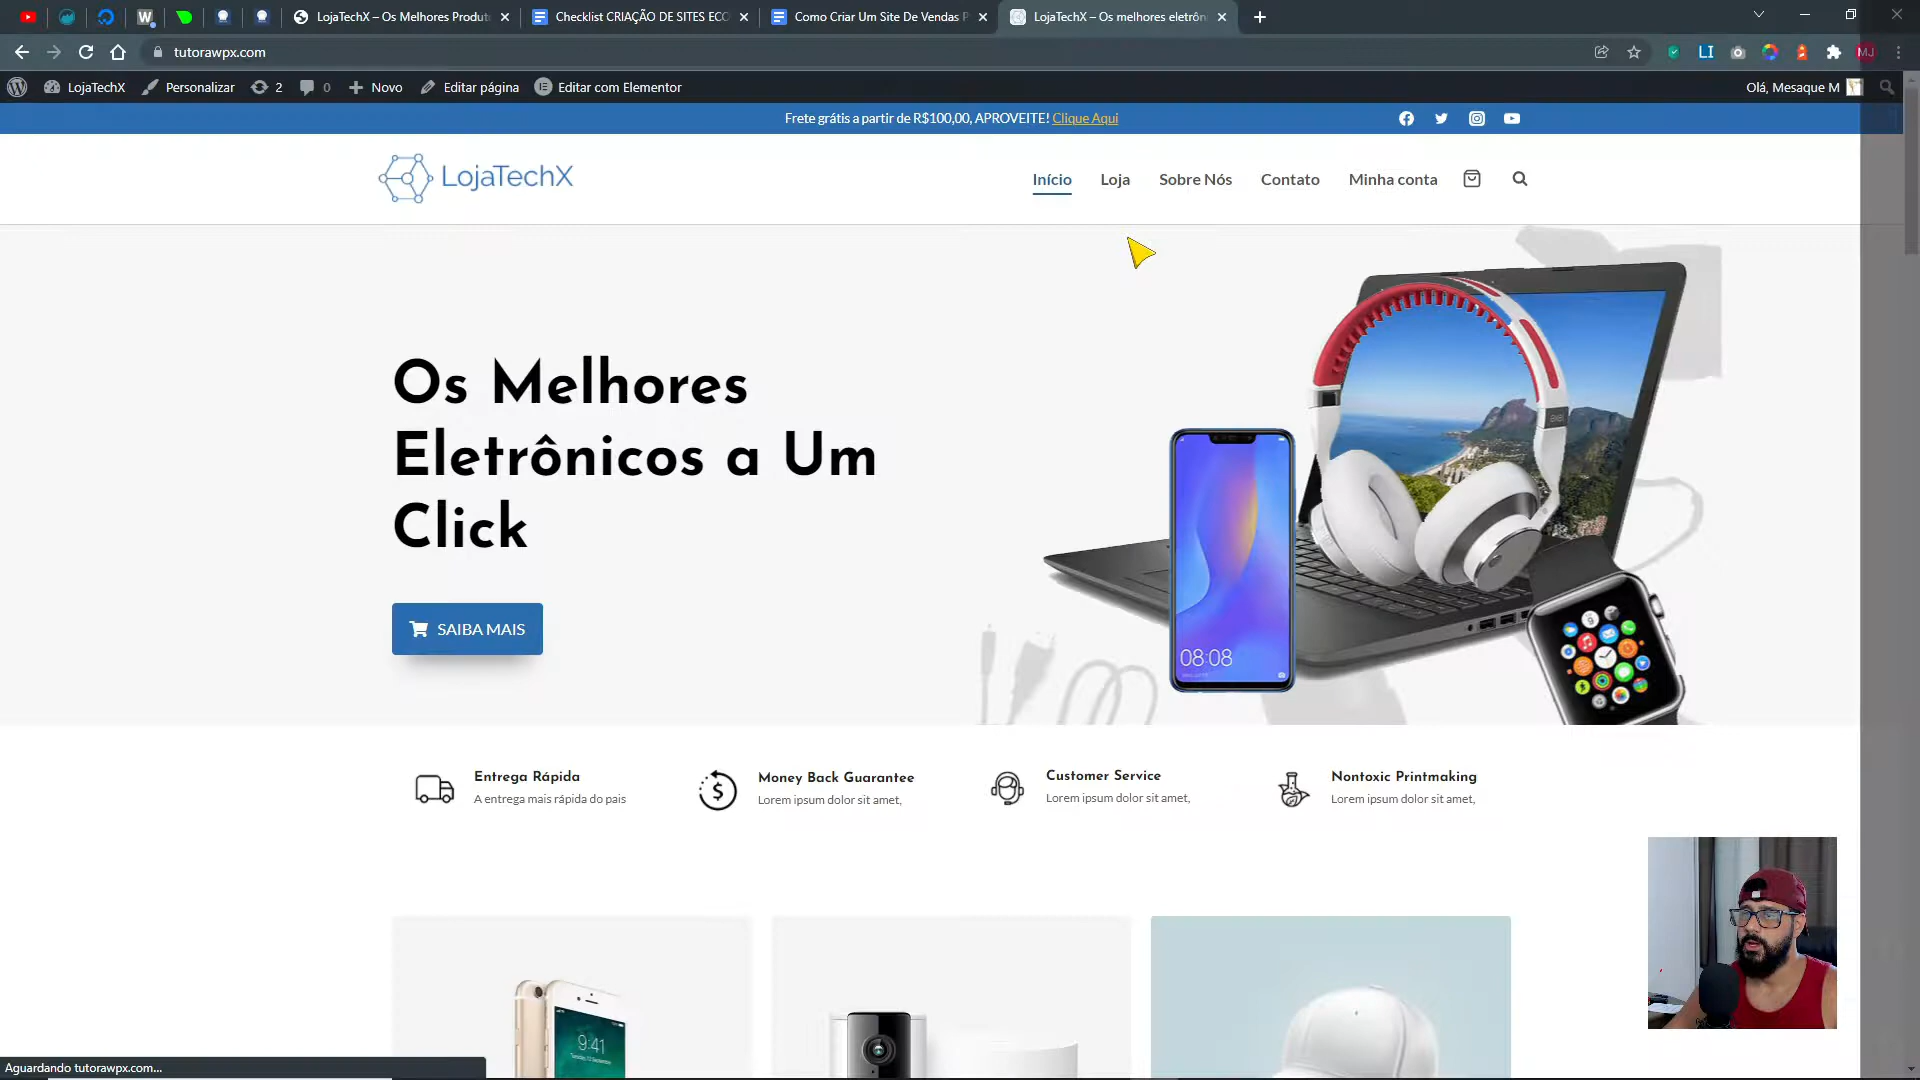 LojaTechX – Os Melhores Produt
Checklist CRIAÇÃO DE SITES ECO
Como Criar Um Site De Vendas P
LojaTechX – Os melhores eletrôn
tutorawpx.com
LI
MJ
LojaTechX
Personalizar
2
0
Novo
Editar página
Editar com Elementor
Olá, Mesaque M
Frete grátis a partir de R$100,00, APROVEITE! Clique Aqui
LojaTechX
Início
Loja
Sobre Nós
Contato
Minha conta
Os Melhores
Eletrônicos a Um
Click
SAIBA MAIS
08:08
Entrega Rápida
A entrega mais rápida do pais
Money Back Guarantee
Lorem ipsum dolor sit amet,
Customer Service
Lorem ipsum dolor sit amet,
Nontoxic Printmaking
Lorem ipsum dolor sit amet,
9:41
Aguardando tutorawpx.com...